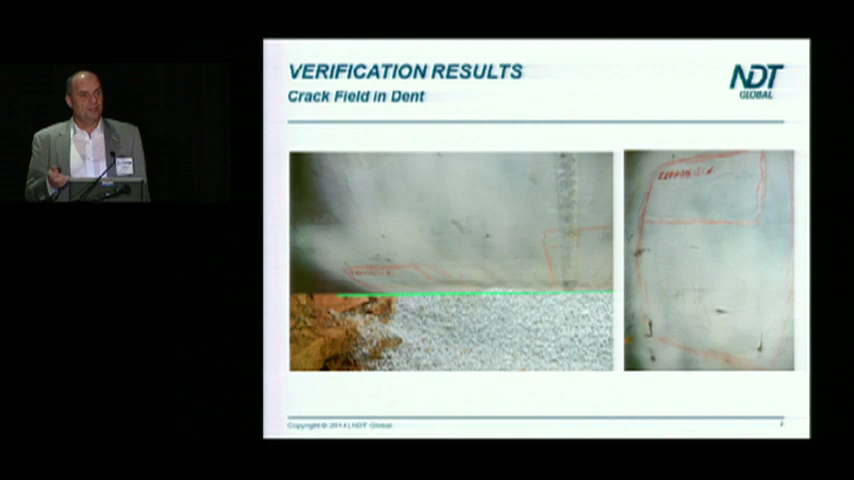 VERIFICATION RESULTS
Crack Field in Dent
NDT
GLOBAL
Copyright © 2014 | NDT Global